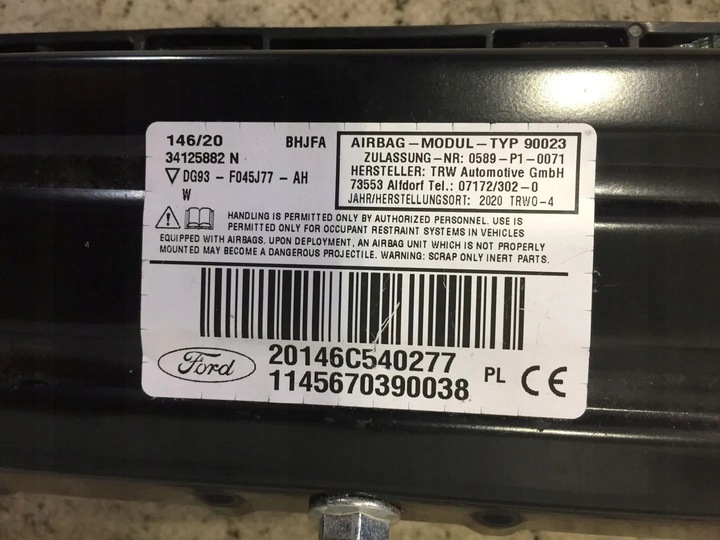 146/20 BHJFA
34125882 N
DG93 - F045J77 - AH
W
AIRBAG-MODUL-TYP 90023
ZULASSUNG-NR: 0589-P1-0071
HERSTELLER: TRW Automotive GmbH
73553 Alfdorf Tel.: 07172/302-0
JAHR/HERSTELLUNGSORT: 2020 TRWO-4
HANDLING IS PERMITTED ONLY BY AUTHORIZED PERSONNEL. USE IS
PERMITTED ONLY FOR OCCUPANT RESTRAINT SYSTEMS IN VEHICLES
EQUIPPED WITH AIRBAGS. UPON DEPLOYMENT, AN AIRBAG UNIT WHICH IS NOT PROPERLY
MOUNTED MAY BECOME A DANGEROUS PROJECTILE. WARNING: SCRAP ONLY INERT PARTS.
Ford
20146C540277
1145670390038
PL CE